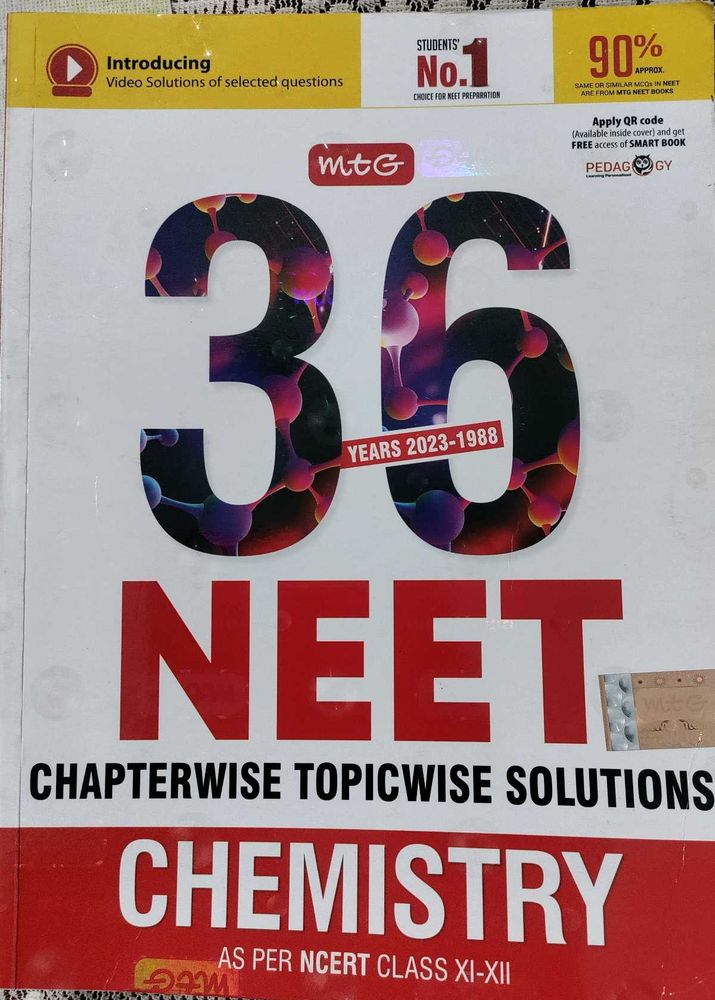 Introducing
Video Solutions of selected questions
STUDENTS'
No.1
CHOICE FOR NEET PREPARATION
90%
APPROX.
SAME OR SIMILAR MCQs IN NEET
ARE FROM MTG NEET BOOKS
Apply QR code
(Available inside cover) and get
FREE access of SMART BOOK
PEDAGOGY
Learning Personalised
mtG
36
YEARS 2023-1988
NEET
mtG
CHAPTERWISE TOPICWISE SOLUTIONS
CHEMISTRY
AS PER NCERT CLASS XI-XII
mtG